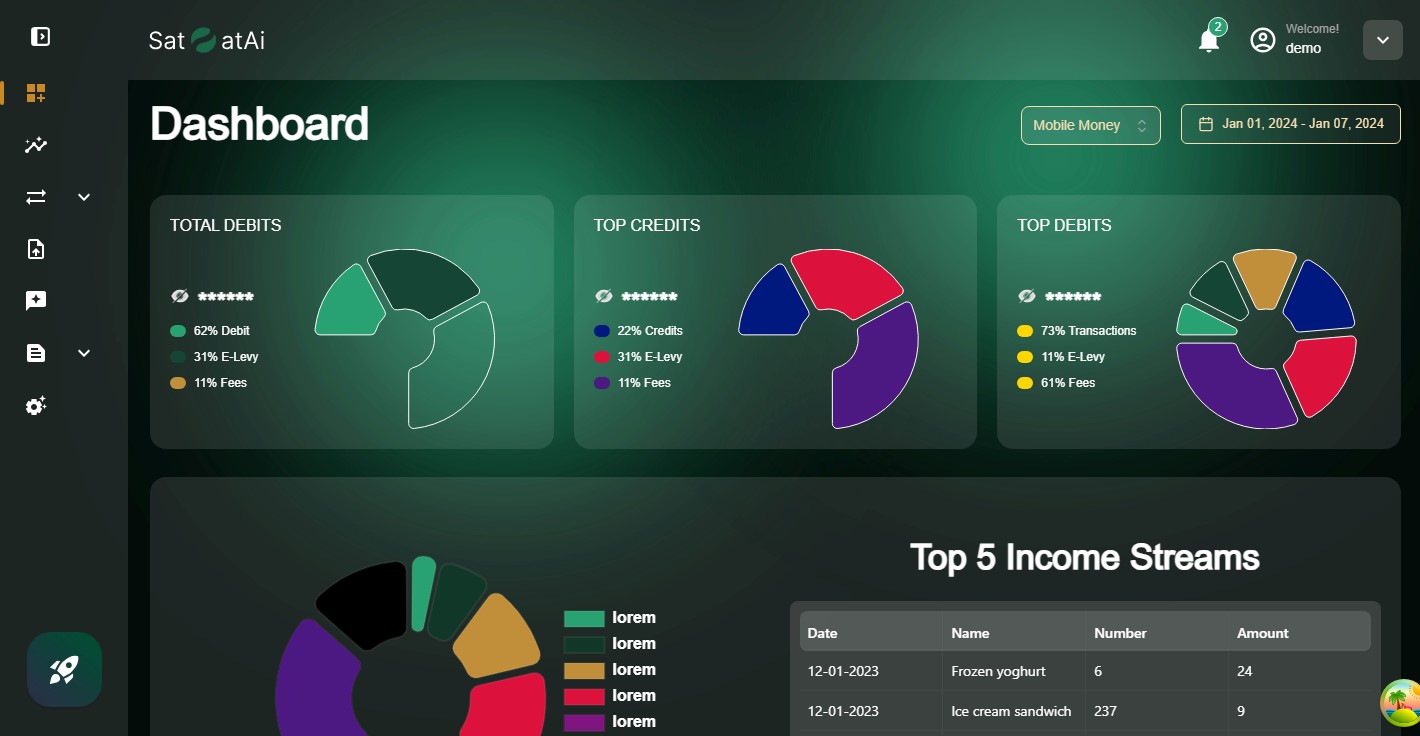 Sat atAi
2
Welcome!
demo
Dashboard
Mobile Money
Jan 01, 2024 - Jan 07, 2024
TOTAL DEBITS
******
62% Debit
31% E-Levy
11% Fees
TOP CREDITS
******
22% Credits
31% E-Levy
11% Fees
TOP DEBITS
******
73% Transactions
11% E-Levy
61% Fees
lorem
lorem
lorem
lorem
lorem
Top 5 Income Streams
Date Name Number Amount
12-01-2023 Frozen yoghurt 6 24
12-01-2023 Ice cream sandwich 237 9